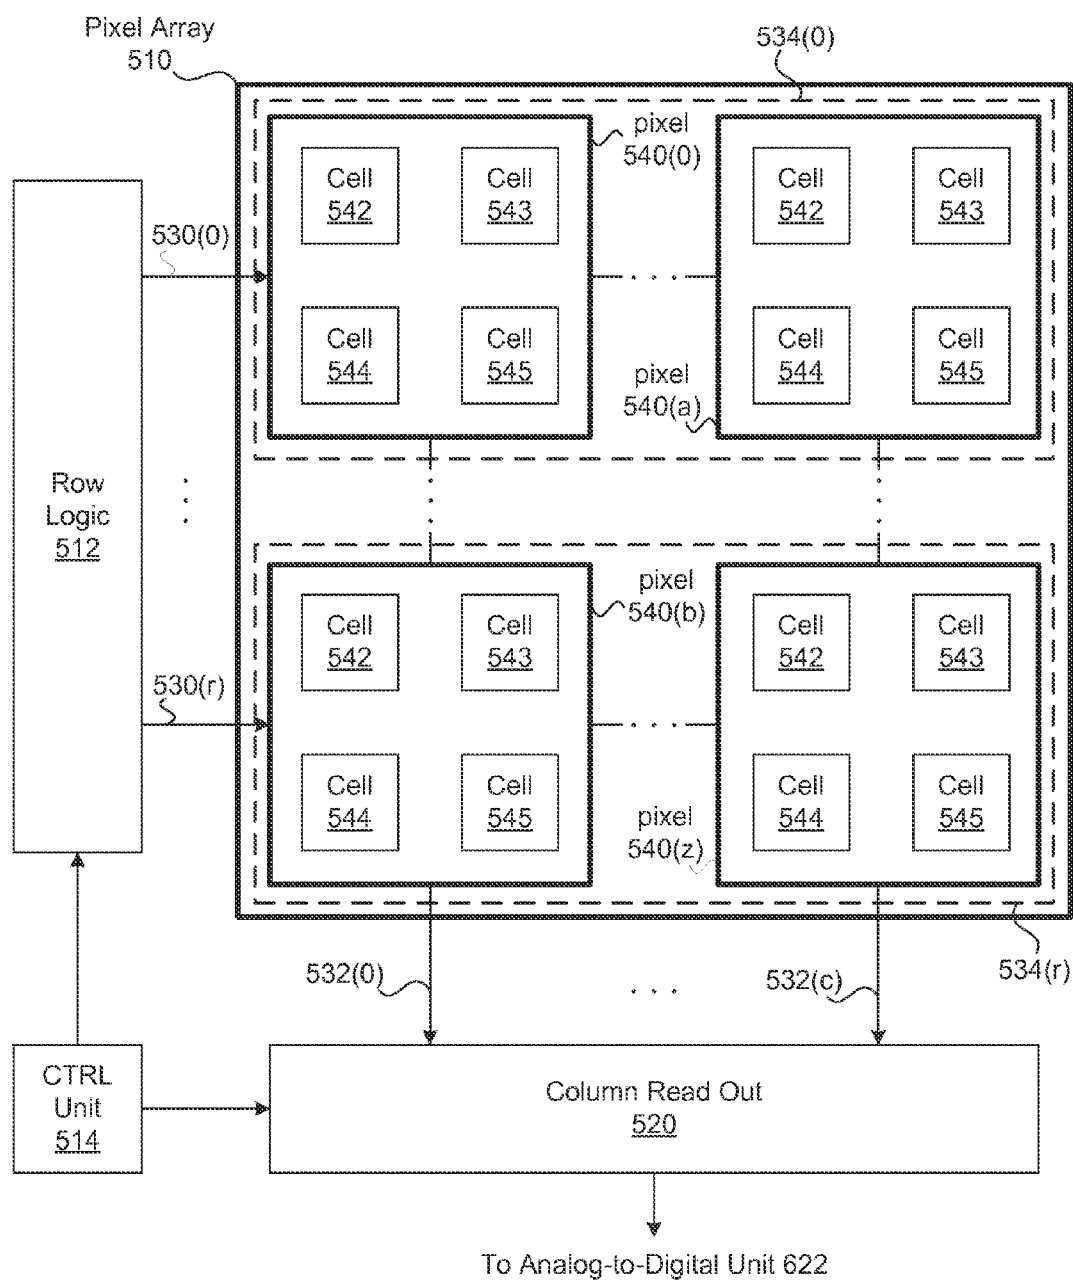 Pixel Array
510
534(0)
pixel
540(0)
Cell
542
Cell
543
Cell
542
Cell
543
530(0)
Cell
544
Cell
545
pixel
540(a)
Cell
544
Cell
545
Row
Logic
512
pixel
540(b)
Cell
542
Cell
543
Cell
542
Cell
543
530(r)
Cell
544
Cell
545
pixel
540(z)
Cell
544
Cell
545
532(0)
532(c)
534(r)
CTRL
Unit
514
Column Read Out
520
To Analog-to-Digital Unit 622